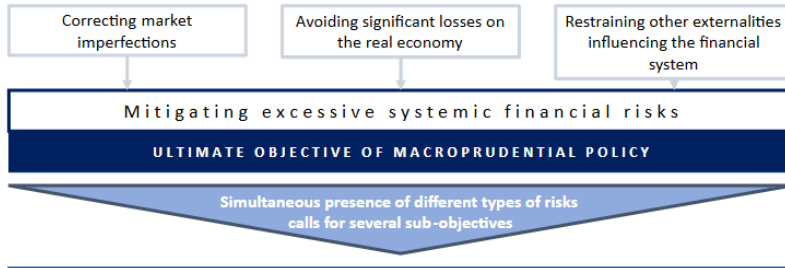 Correcting market
imperfections
Avoiding significant losses on
the real economy
Restraining other externalities
influencing the financial
system
Mitigating excessive systemic financial risks
ULTIMATE OBJECTIVE OF MACROPRUDENTIAL POLICY
Simultaneous presence of different types of risks
calls for several sub-objectives